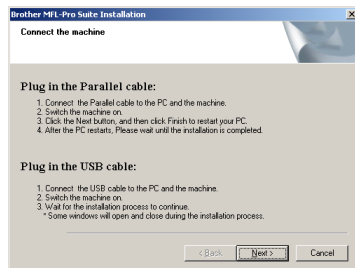 Brother MFL-Pro Suite Installation
Connect the machine
Plug in the Parallel cable:
1. Connect the Parallel cable to the PC and the machine.
2. Switch the machine on.
3. Click the Next button, and then click Finish to restart your PC.
4. After the PC restarts, Please wait until the installation is completed.
Plug in the USB cable:
1. Connect the USB cable to the PC and the machine.
2. Switch the machine on.
3. Wait for the installation process to continue.
* Some windows will open and close during the installation process.
< Back Next > Cancel